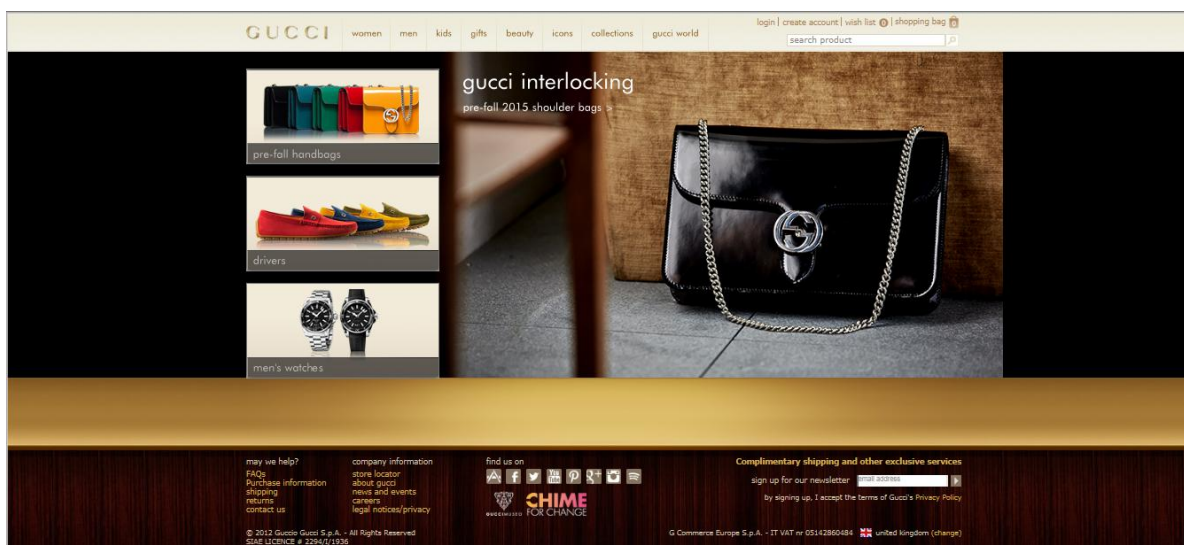 GUCCI
women men kids gifts beauty icons collections gucci world
login | create account | wish list 0 | shopping bag 0
search product
gucci interlocking
pre-fall 2015 shoulder bags >
pre-fall handbags
drivers
men's watches
may we help?
FAQs
Purchase information
shipping
returns
contact us
company information
store locator
about gucci
news and events
careers
legal notices/privacy
find us on
You Tube
GUCCIMUSEO
CHIME
FOR CHANGE
Complimentary shipping and other exclusive services
sign up for our newsletter
email address
by signing up, I accept the terms of Gucci's Privacy Policy
© 2012 Guccio Gucci S.p.A. - All Rights Reserved
SIAE LICENCE # 2294/I/1936
G Commerce Europe S.p.A. - IT VAT nr 05142860484 united kingdom (change)